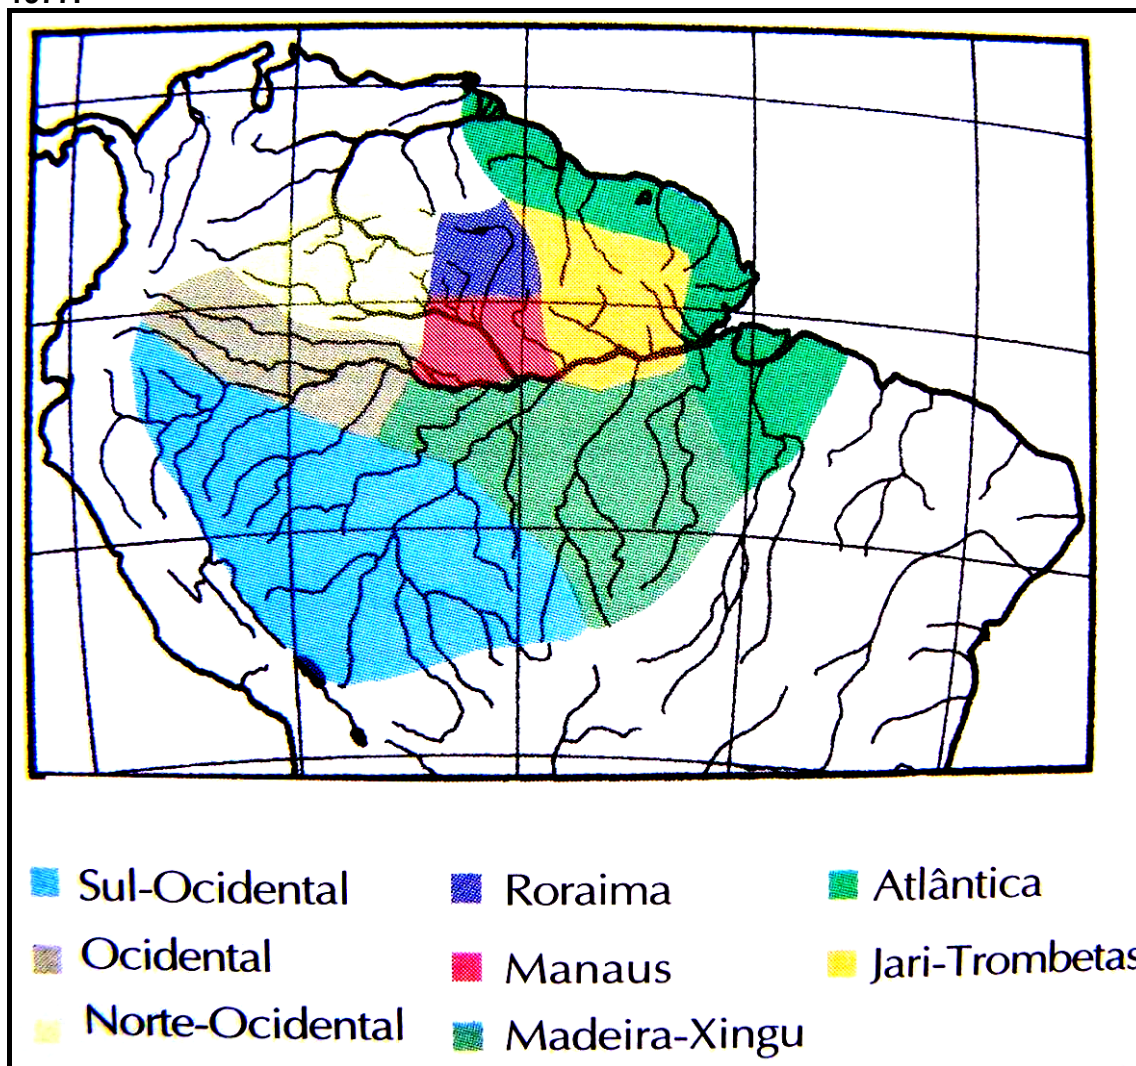 Sul-Ocidental
Ocidental
Norte-Ocidental
Roraima
Manaus
Madeira-Xingu
Atlântica
Jari-Trombetas